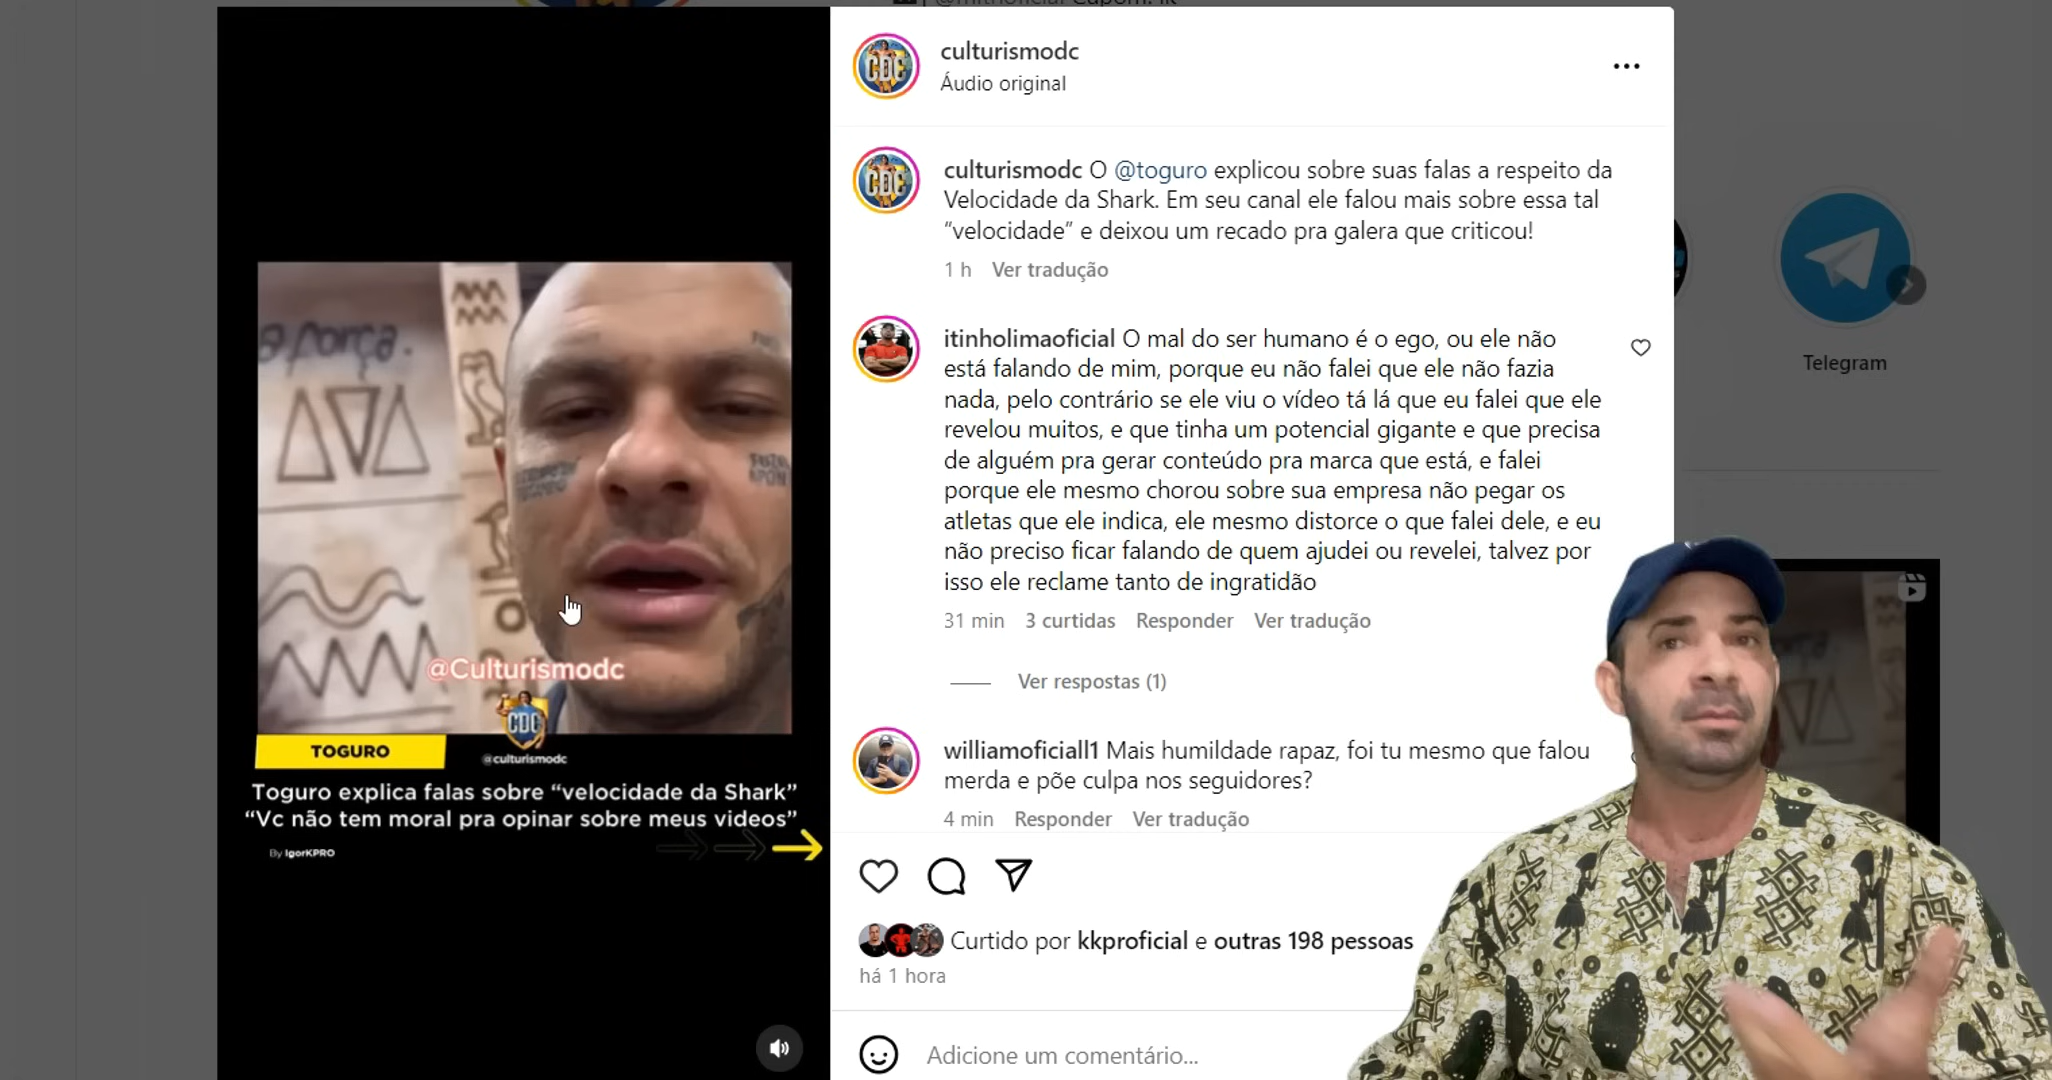 culturismodc
Áudio original
culturismodc O @toguro explicou sobre suas falas a respeito da
Velocidade da Shark. Em seu canal ele falou mais sobre essa tal
"velocidade" e deixou um recado pra galera que criticou!
1 h Ver tradução
itinholimaoficial O mal do ser humano é o ego, ou ele não
está falando de mim, porque eu não falei que ele não fazia
nada, pelo contrário se ele viu o vídeo tá lá que eu falei que ele
revelou muitos, e que tinha um potencial gigante e que precisa
de alguém pra gerar conteúdo pra marca que está, e falei
porque ele mesmo chorou sobre sua empresa não pegar os
atletas que ele indica, ele mesmo distorce o que falei dele, e eu
não preciso ficar falando de quem ajudei ou revelei, talvez por
isso ele reclame tanto de ingratidão
31 min 3 curtidas Responder Ver tradução
Ver respostas (1)
williamoficiall1 Mais humildade rapaz, foi tu mesmo que falou
merda e põe culpa nos seguidores?
4 min Responder Ver tradução
Curtido por kkproficial e outras 198 pessoas
há 1 hora
Adicione um comentário...
Telegram
força.
@Culturismodc
CDC
TOGURO
@culturismodc
Toguro explica falas sobre “velocidade da Shark”
“Vc não tem moral pra opinar sobre meus videos”
By IgorKPRO